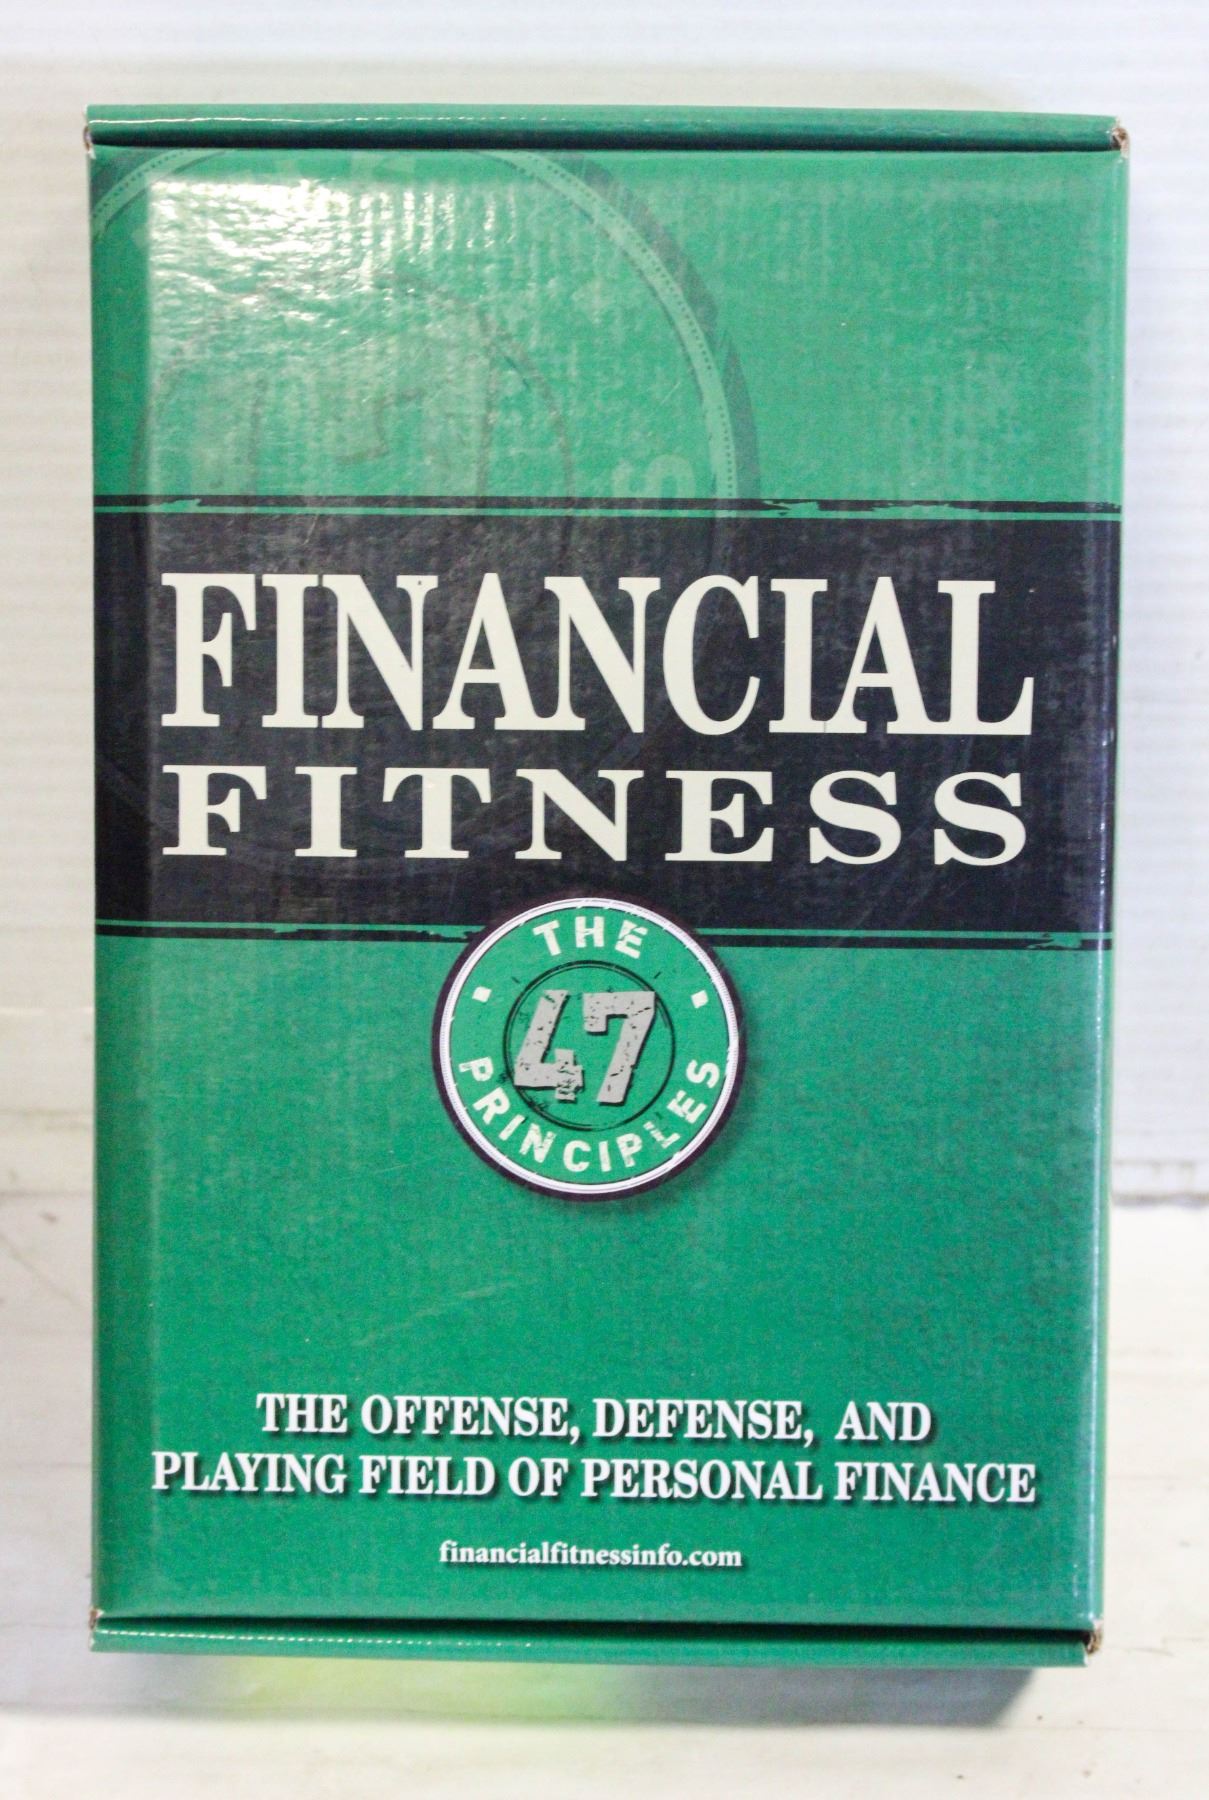 FINANCIAL
FITNESS
THE
47
PRINCIPLES
THE OFFENSE, DEFENSE, AND
PLAYING FIELD OF PERSONAL FINANCE
financialfitnessinfo.com